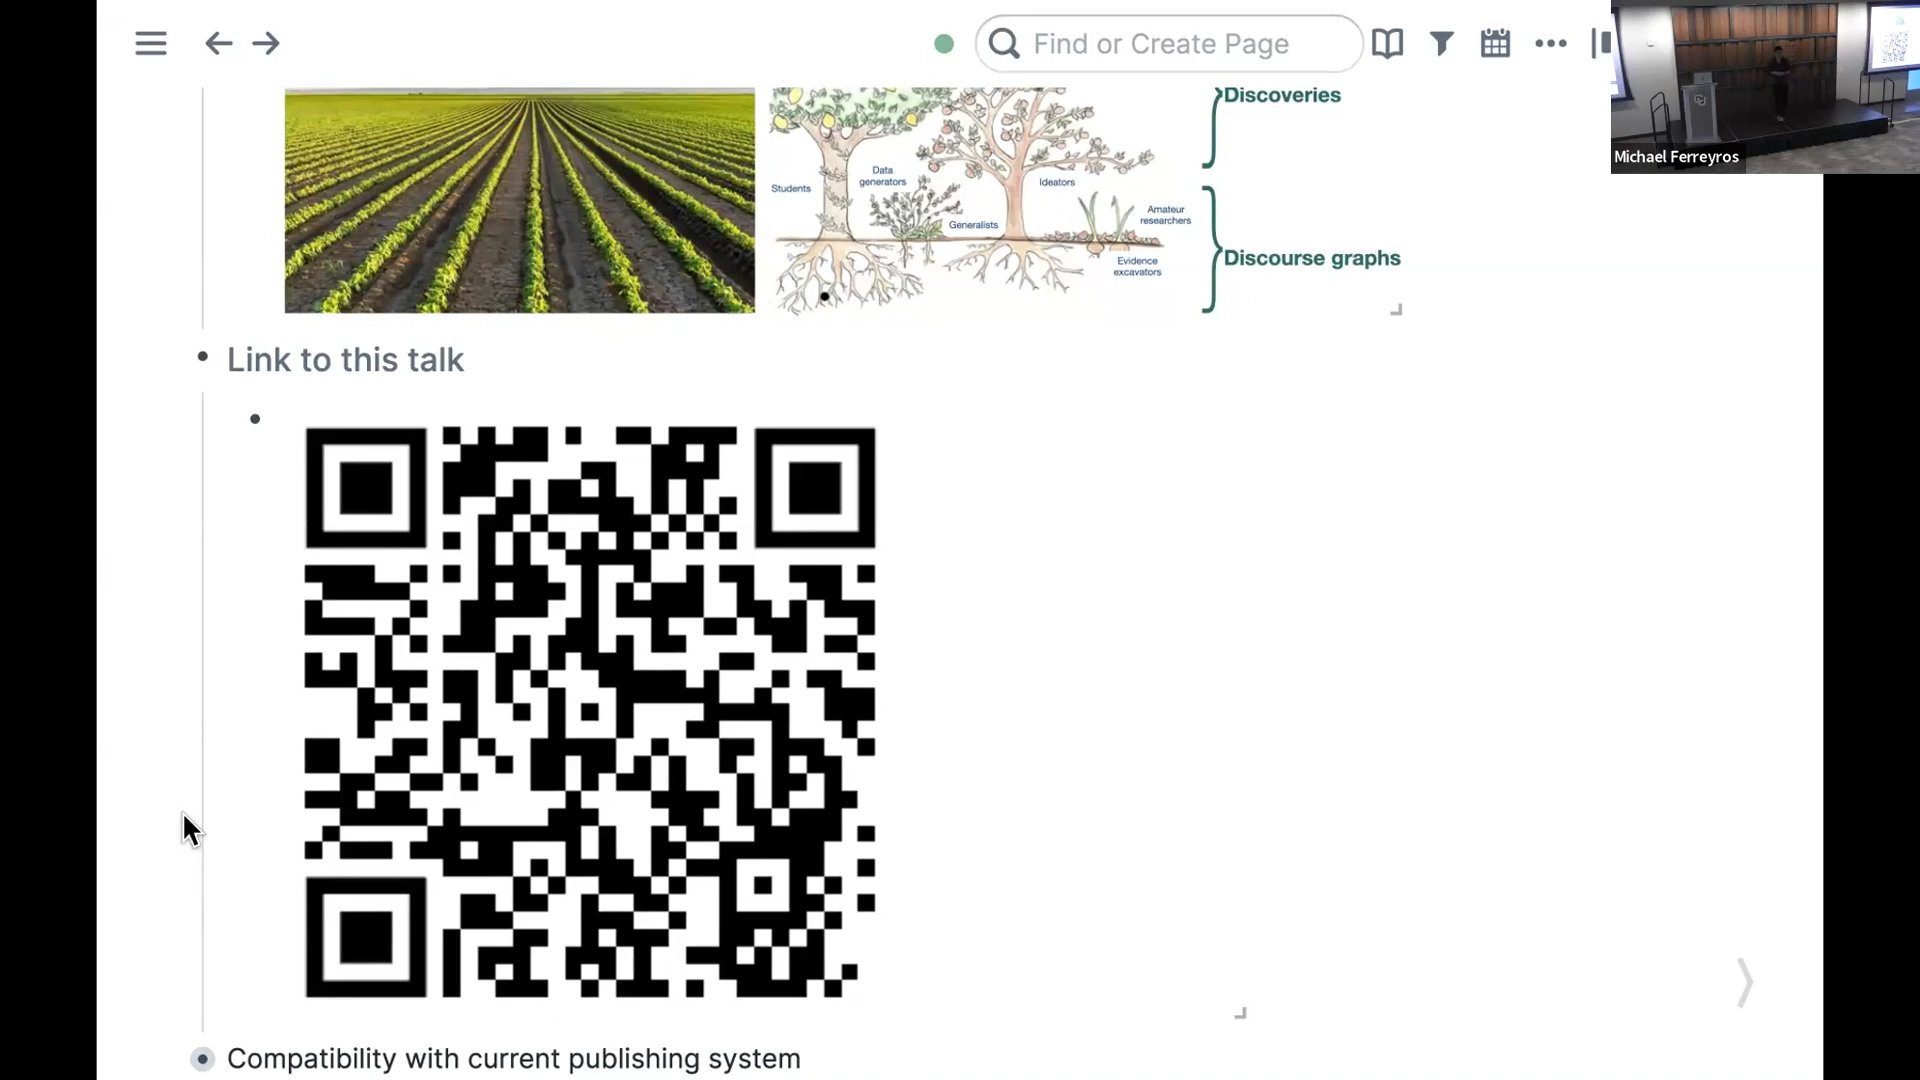 Find or Create Page
Michael Ferreyros
Discoveries
Students
Data
generators
Ideators
Generalists
Amateur
researchers
Evidence
excavators
Discourse graphs
Link to this talk
Compatibility with current publishing system